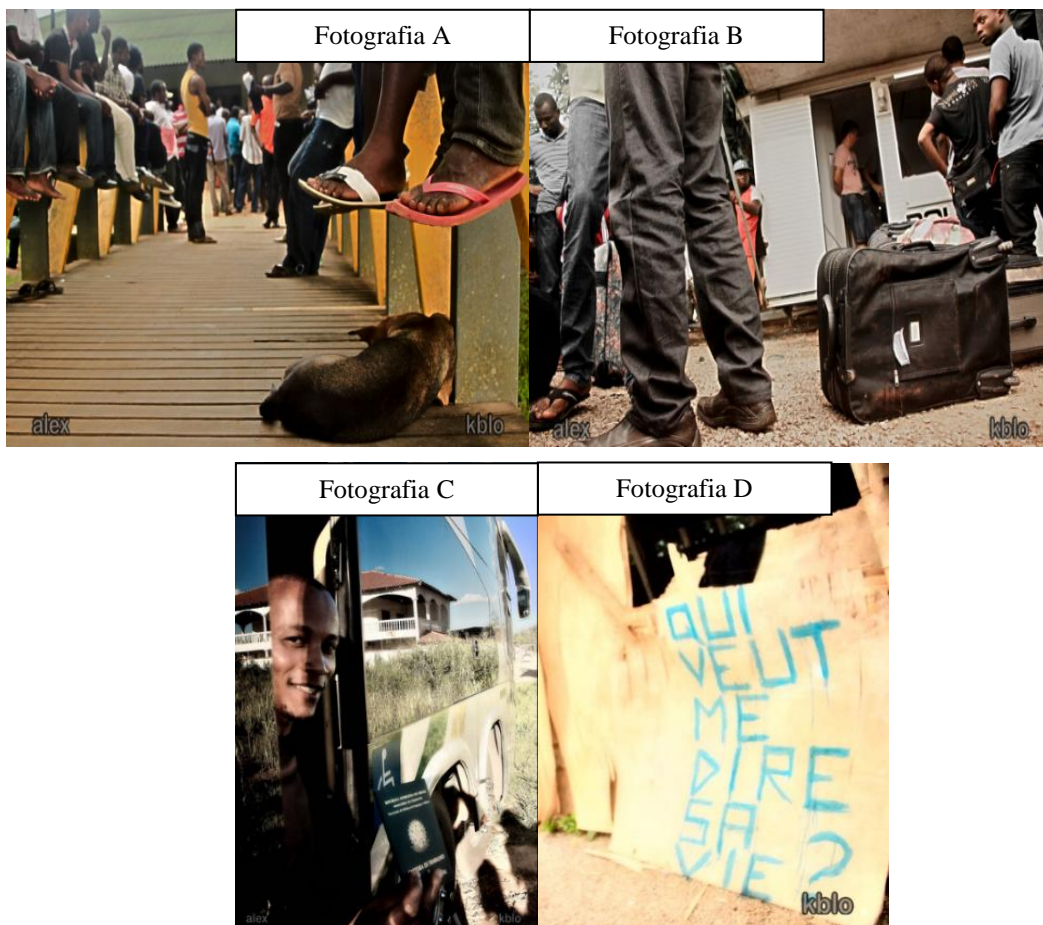 Fotografia A
Fotografia B
alex
kblo
alex
kblo
Fotografia C
Fotografia D
QUI
VEUT
ME
DIRE
SA
VIE ?
alex
kblo
kblo